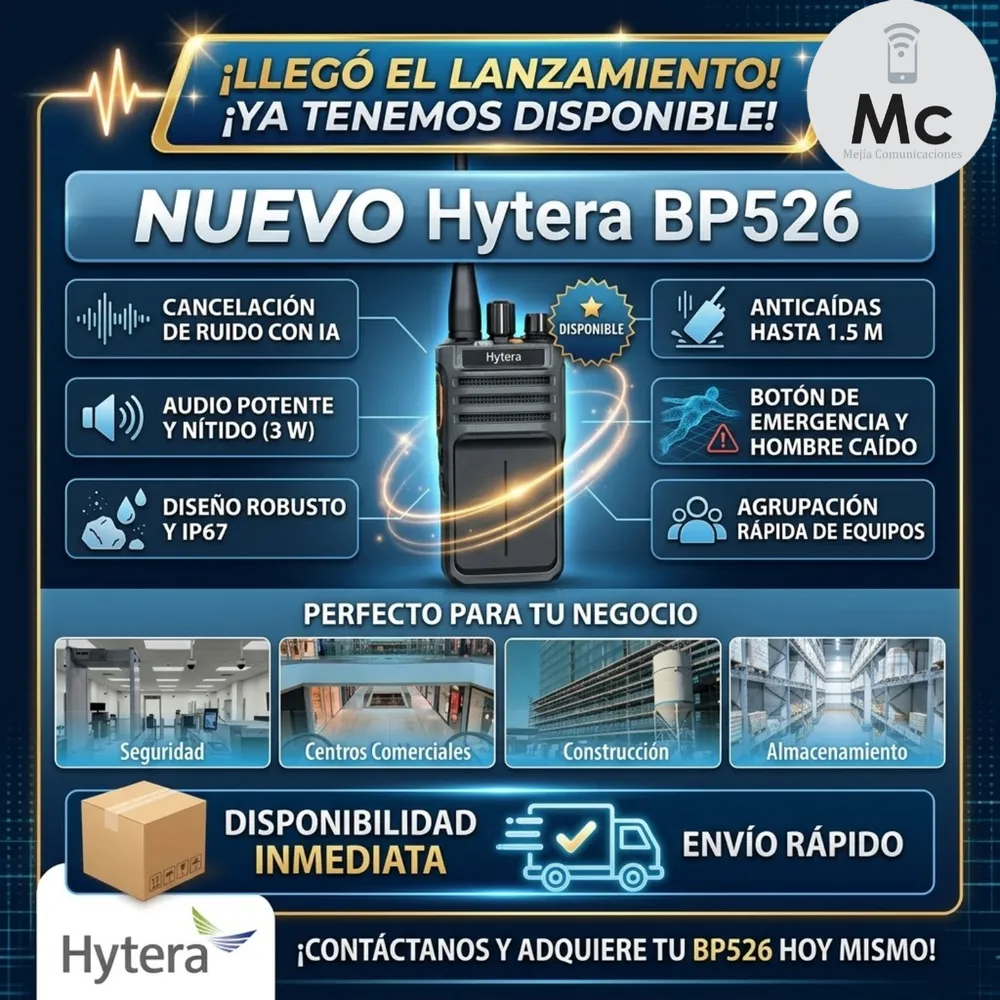 ¡LLEGÓ EL LANZAMIENTO!
¡YA TENEMOS DISPONIBLE!
Mc
Mejía Comunicaciones
NUEVO Hytera BP526
CANCELACIÓN
DE RUIDO CON IA
AUDIO POTENTE
Y NÍTIDO (3 W)
DISEÑO ROBUSTO
Y IP67
Hytera
DISPONIBLE
ANTICAÍDAS
HASTA 1.5 M
BOTÓN DE
EMERGENCIA Y
HOMBRE CAÍDO
AGRUPACIÓN
RÁPIDA DE EQUIPOS
PERFECTO PARA TU NEGOCIO
Seguridad
Centros Comerciales
Construcción
Almacenamiento
DISPONIBILIDAD
INMEDIATA
ENVÍO RÁPIDO
Hytera
¡CONTÁCTANOS Y ADQUIERE TU BP526 HOY MISMO!